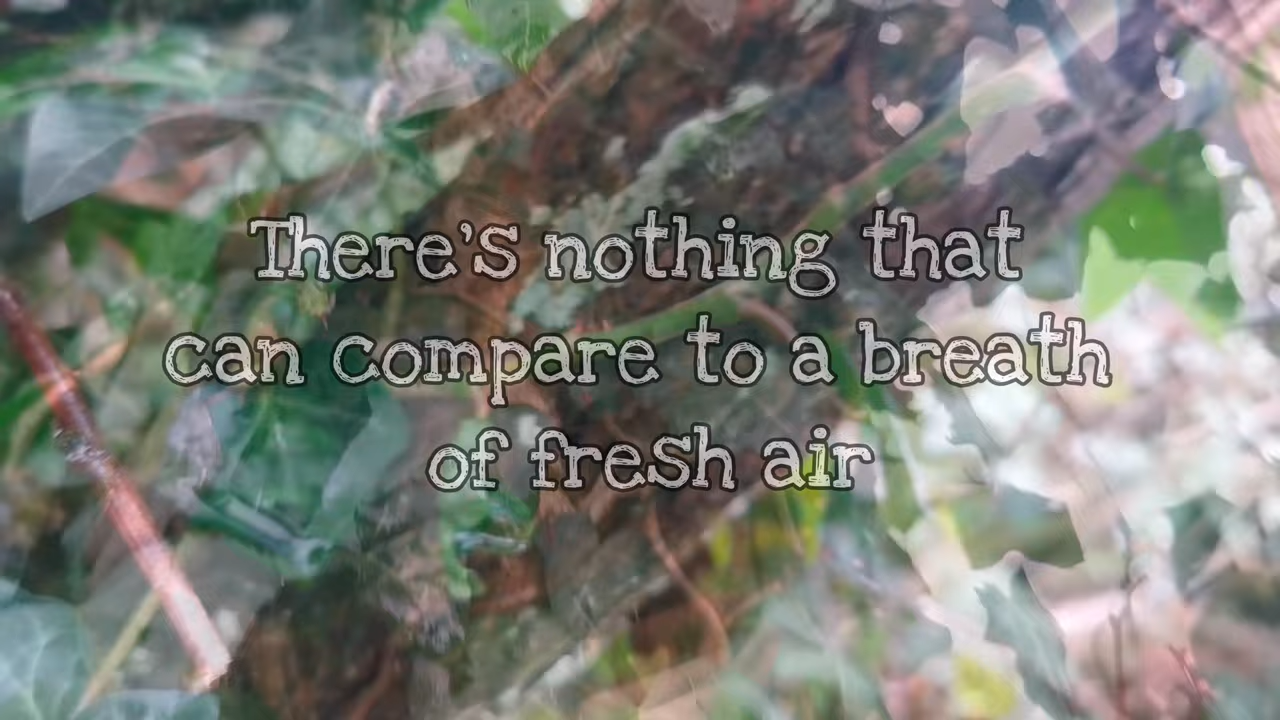 There's nothing that
can compare to a breath
of fresh air